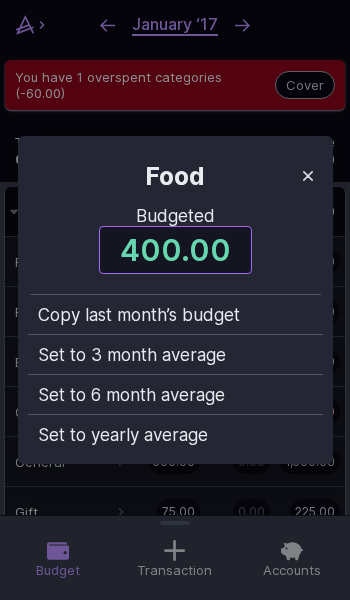 January ‘17
You have 1 overspent categories
(-60.00)
Cover
Food
Budgeted
400.00
Copy last month’s budget
Set to 3 month average
Set to 6 month average
Set to yearly average
General
Gift 75.00 0.00 225.00
Budget Transaction Accounts